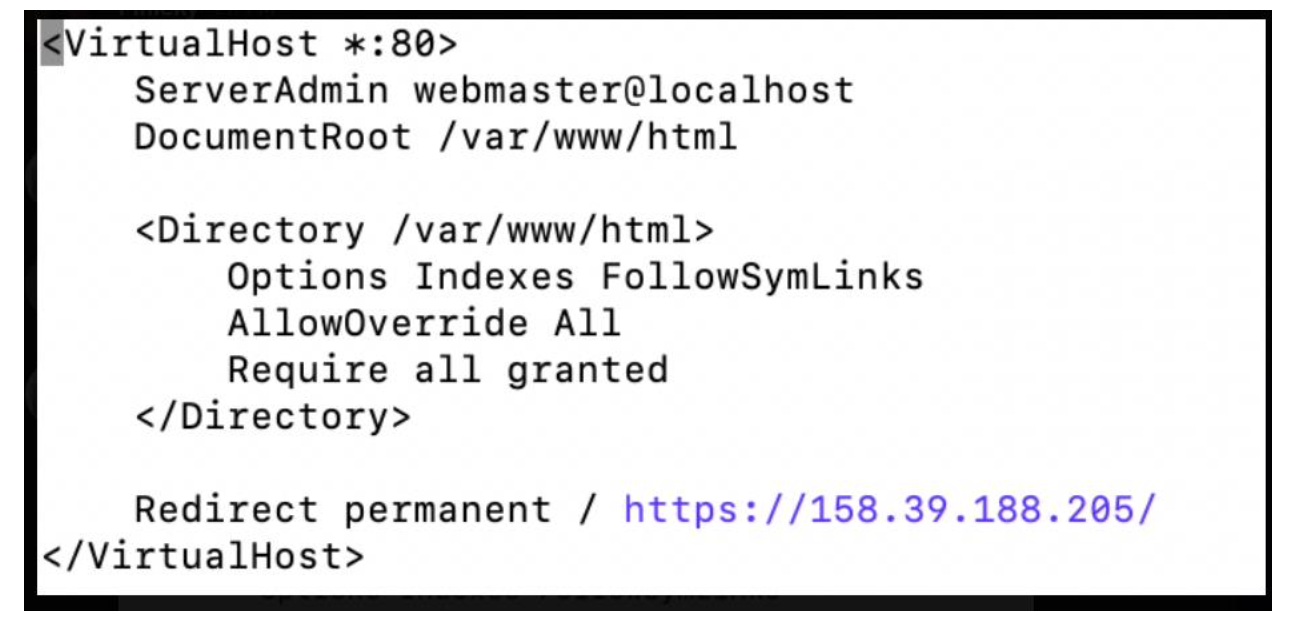 <VirtualHost *:80>
    ServerAdmin webmaster@localhost
    DocumentRoot /var/www/html

    <Directory /var/www/html>
        Options Indexes FollowSymLinks
        AllowOverride All
        Require all granted
    </Directory>

    Redirect permanent / https://158.39.188.205/
</VirtualHost>